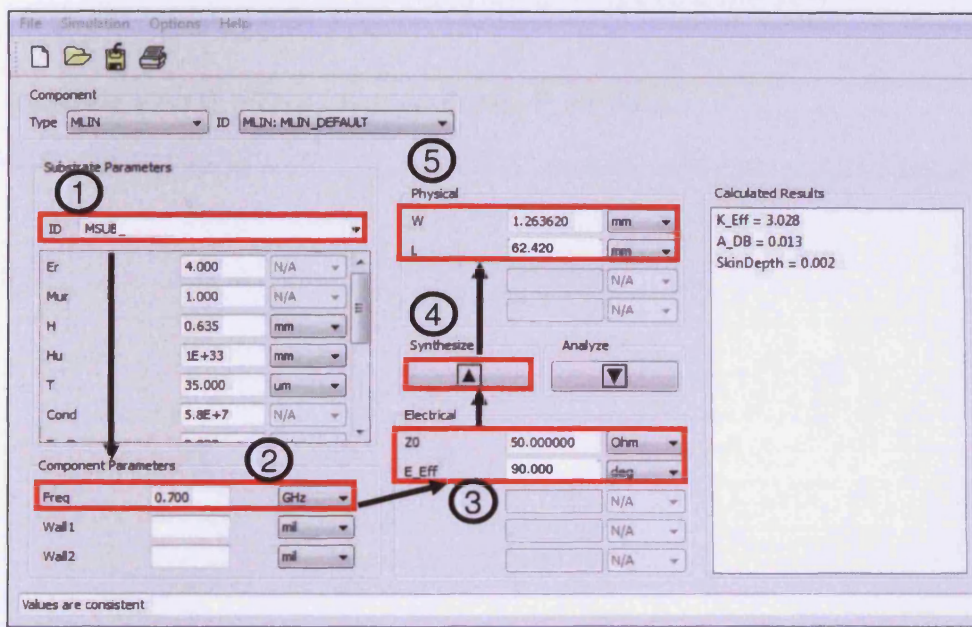 File Simulation Options Help
Component
Type MLIN ID MLIN: MLIN_DEFAULT
5
Substrate Parameters
1
ID MSUB_
Er 4.000 N/A
Mur 1.000 N/A
H 0.635 mm
Hu 1E+33 mm
T 35.000 um
Cond 5.8E+7 N/A
Physical
W 1.263620 mm
L 62.420 mm
N/A
N/A
4
Synthesize Analyze
Electrical
Z0 50.000000 Ohm
E_Eff 90.000 deg
3
N/A
N/A
N/A
Calculated Results
K_Eff = 3.028
A_DB = 0.013
SkinDepth = 0.002
2
Component Parameters
Freq 0.700 GHz
Wall1 mil
Wall2 mil
Values are consistent